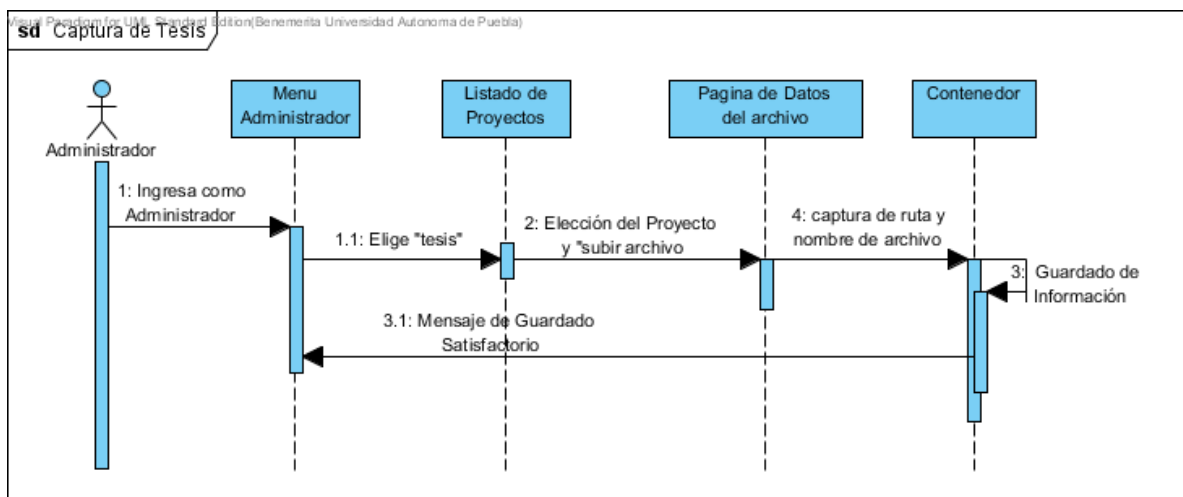 Visual Paradigm for UML Standard Edition(Benemerita Universidad Autonoma de Puebla)
sd Captura de Tesis
Administrador
Menu
Administrador
Listado de
Proyectos
Pagina de Datos
del archivo
Contenedor
1: Ingresa como
Administrador
1.1: Elige "tesis"
2: Elección del Proyecto
y "subir archivo
4: captura de ruta y
nombre de archivo
3: Guardado de
Información
3.1: Mensaje de Guardado
Satisfactorio